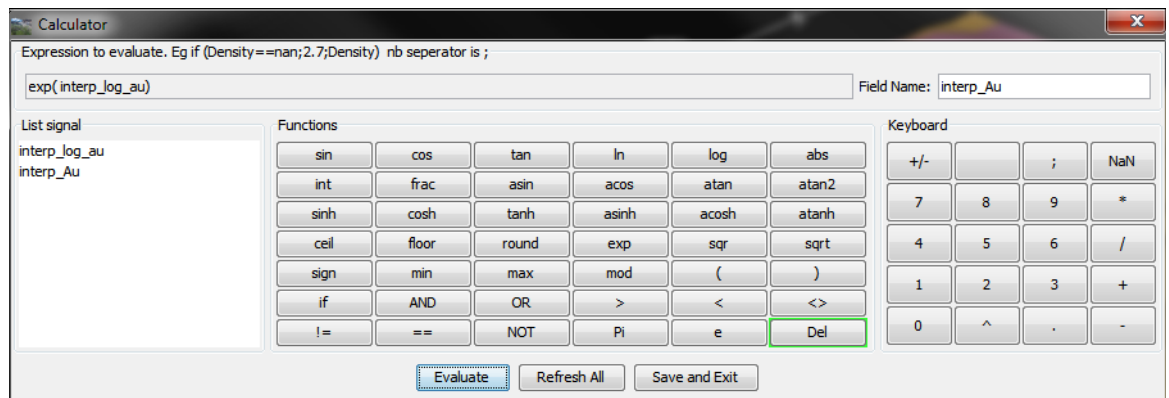 Calculator
x
Expression to evaluate. Eg if (Density==nan;2.7;Density) nb seperator is ;
exp( interp_log_au)
Field Name: interp_Au
List signal
interp_log_au
interp_Au
Functions
sin cos tan ln log abs
int frac asin acos atan atan2
sinh cosh tanh asinh acosh atanh
ceil floor round exp sqr sqrt
sign min max mod ( )
if AND OR > < <>
!= == NOT Pi e Del
Keyboard
+/- ; NaN
7 8 9 *
4 5 6 /
1 2 3 +
0 ^ . -
Evaluate Refresh All Save and Exit